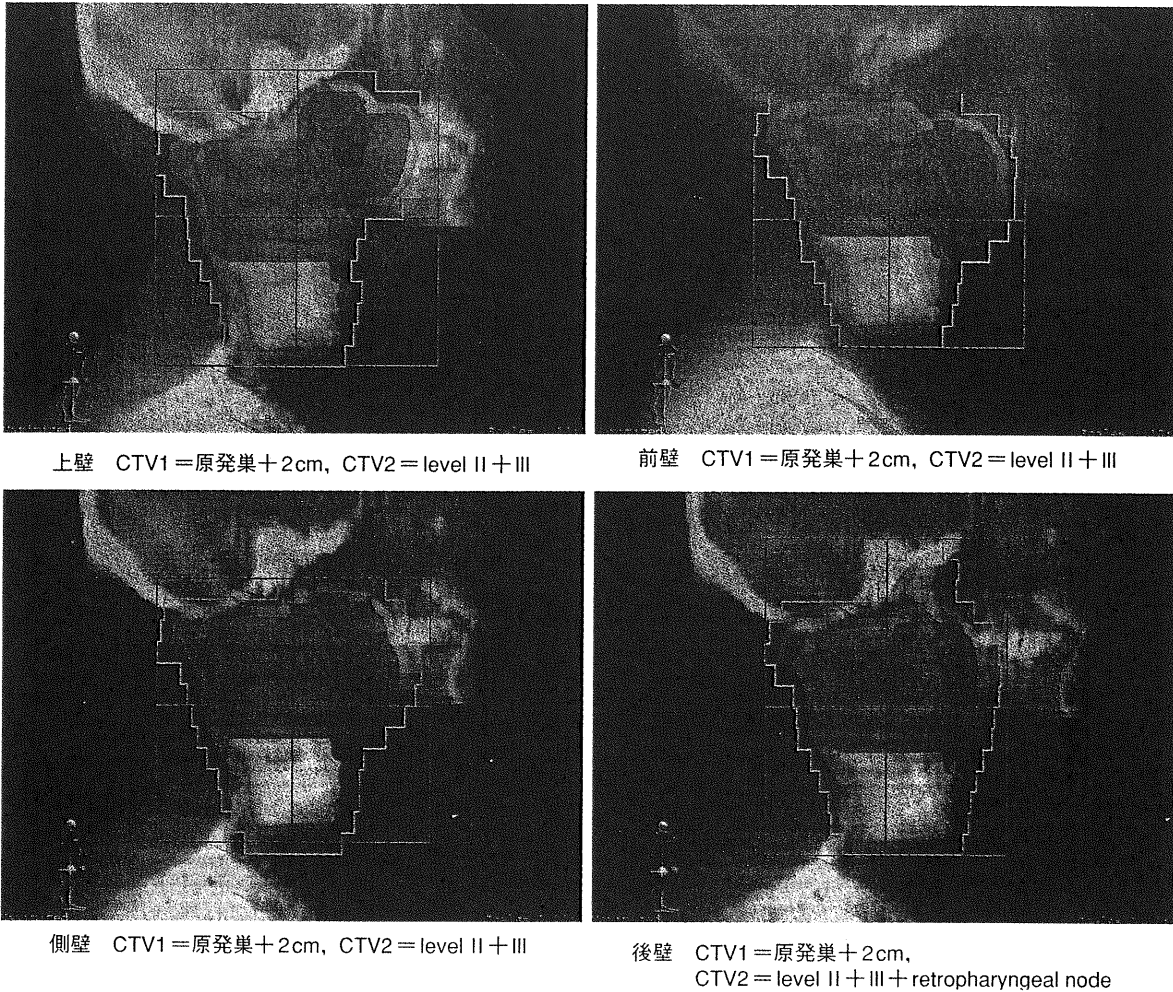 上壁　CTV1＝原発巣＋2cm, CTV2＝level II＋III
前壁　CTV1＝原発巣＋2cm, CTV2＝level II＋III
側壁　CTV1＝原発巣＋2cm, CTV2＝level II＋III
後壁　CTV1＝原発巣＋2cm,
CTV2＝level II＋III＋retropharyngeal node